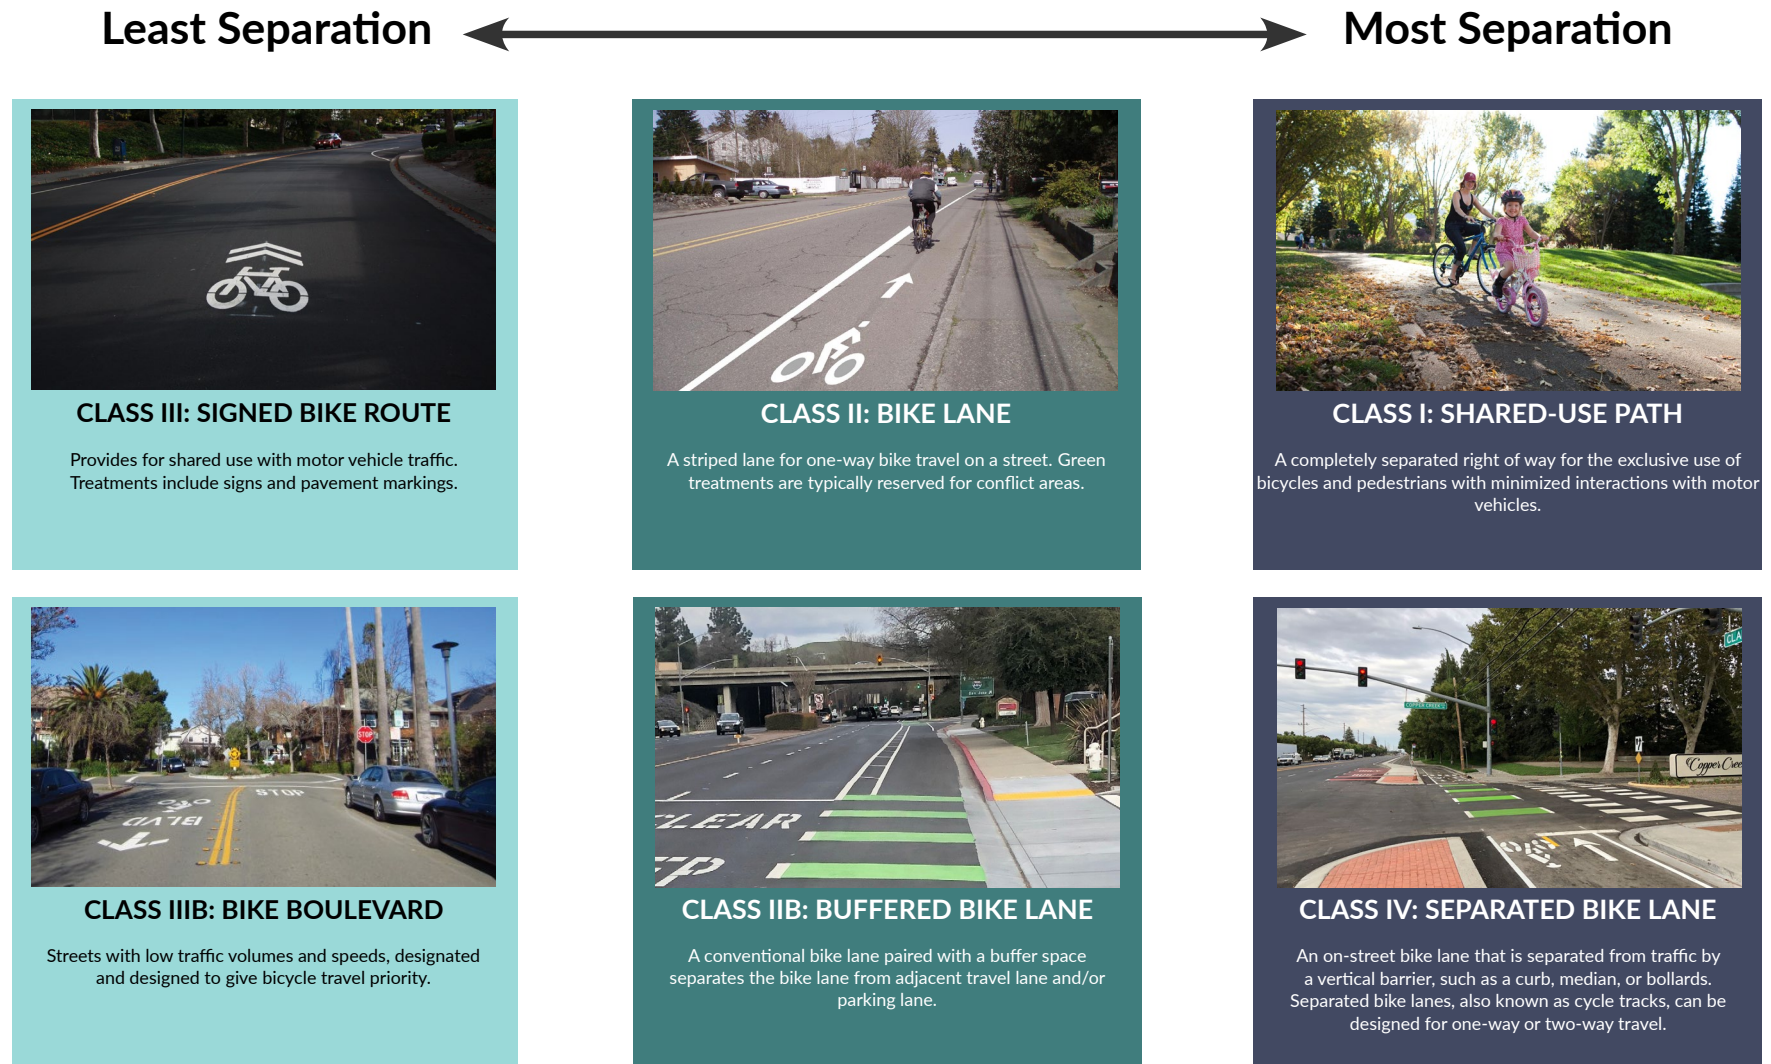 Least Separation
Most Separation
CLASS III: SIGNED BIKE ROUTE
Provides for shared use with motor vehicle traffic.
Treatments include signs and pavement markings.
CLASS II: BIKE LANE
A striped lane for one-way bike travel on a street. Green
treatments are typically reserved for conflict areas.
CLASS I: SHARED-USE PATH
A completely separated right of way for the exclusive use of
bicycles and pedestrians with minimized interactions with motor
vehicles.
STOP
STOP
BLVD
CLASS IIIB: BIKE BOULEVARD
Streets with low traffic volumes and speeds, designated
and designed to give bicycle travel priority.
CLEAR
EP
CLASS IIB: BUFFERED BIKE LANE
A conventional bike lane paired with a buffer space
separates the bike lane from adjacent travel lane and/or
parking lane.
CLA
COPPER CREEK
Copper Cree
CLASS IV: SEPARATED BIKE LANE
An on-street bike lane that is separated from traffic by
a vertical barrier, such as a curb, median, or bollards.
Separated bike lanes, also known as cycle tracks, can be
designed for one-way or two-way travel.